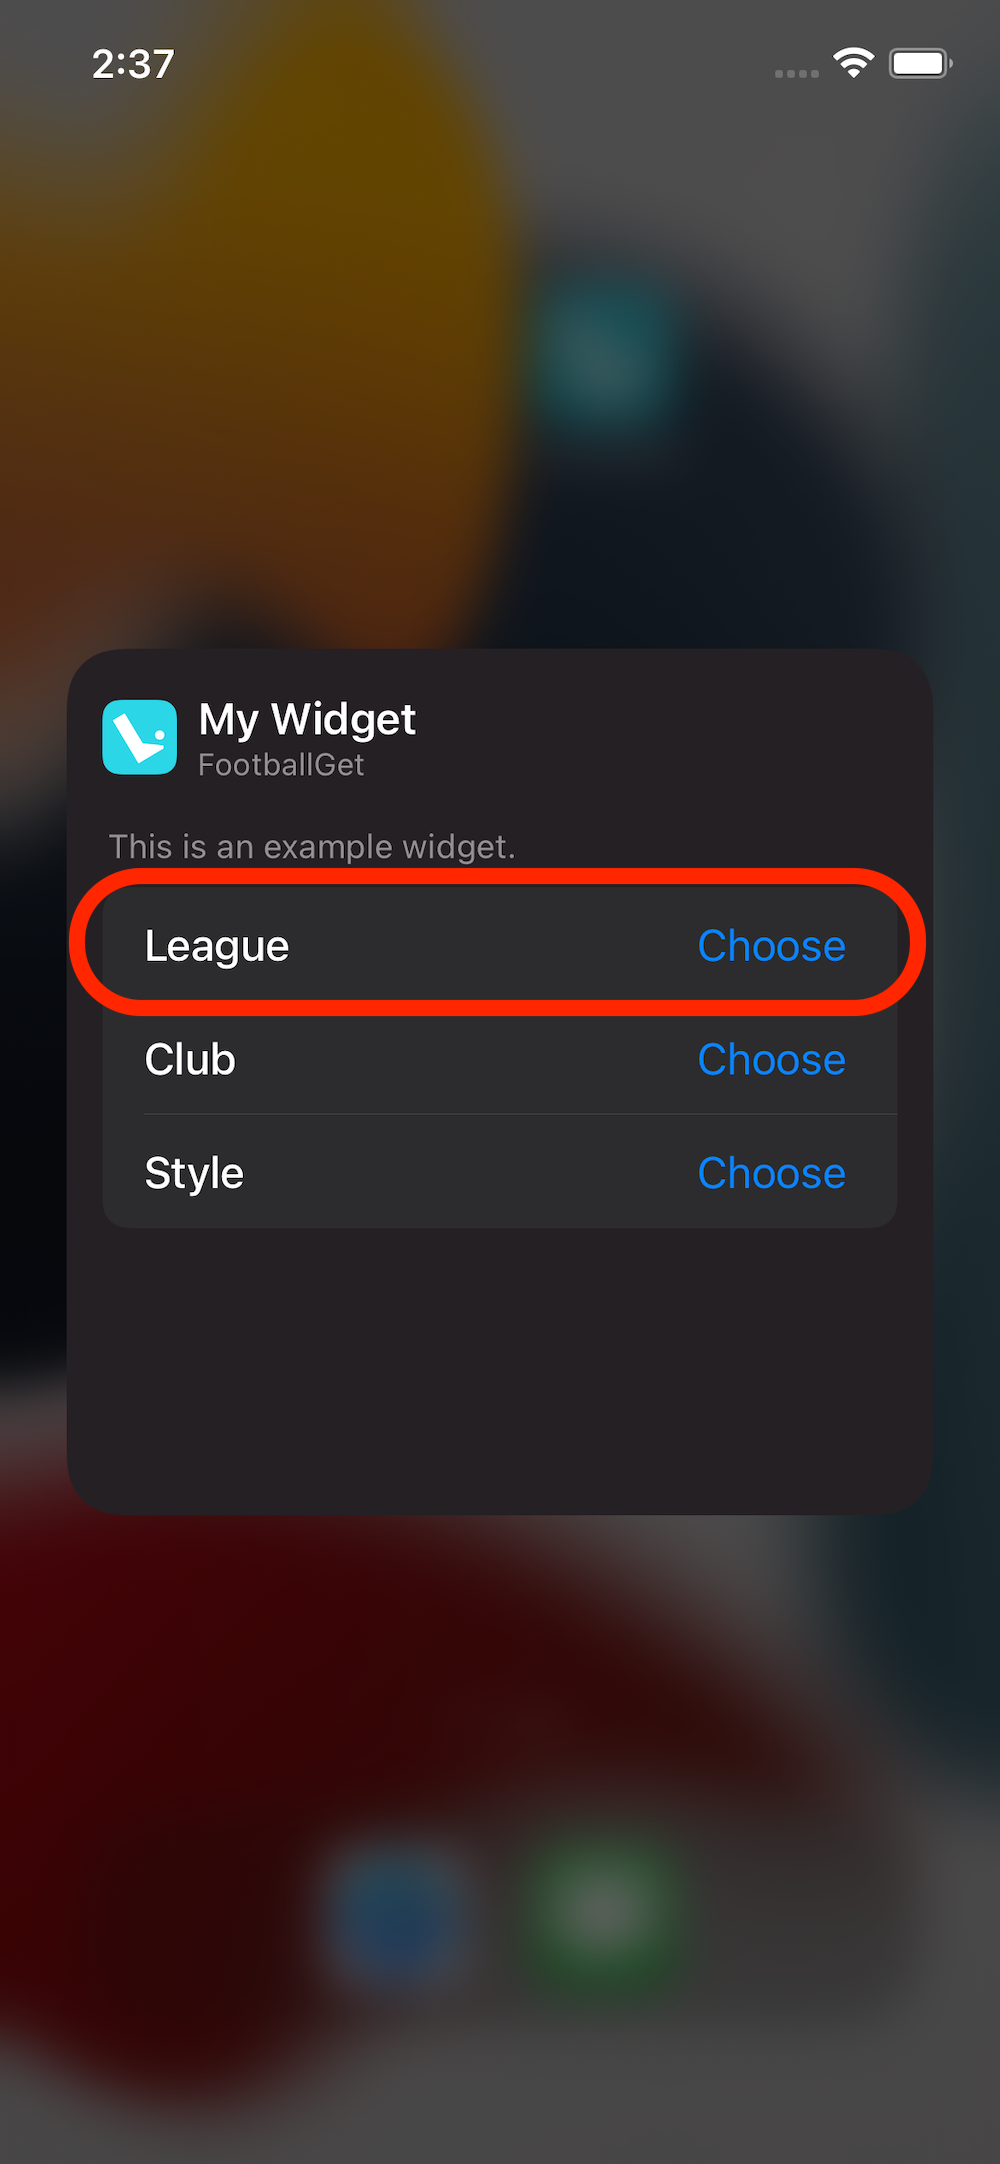 2:37
My Widget
FootballGet
This is an example widget.
League Choose
Club Choose
Style Choose